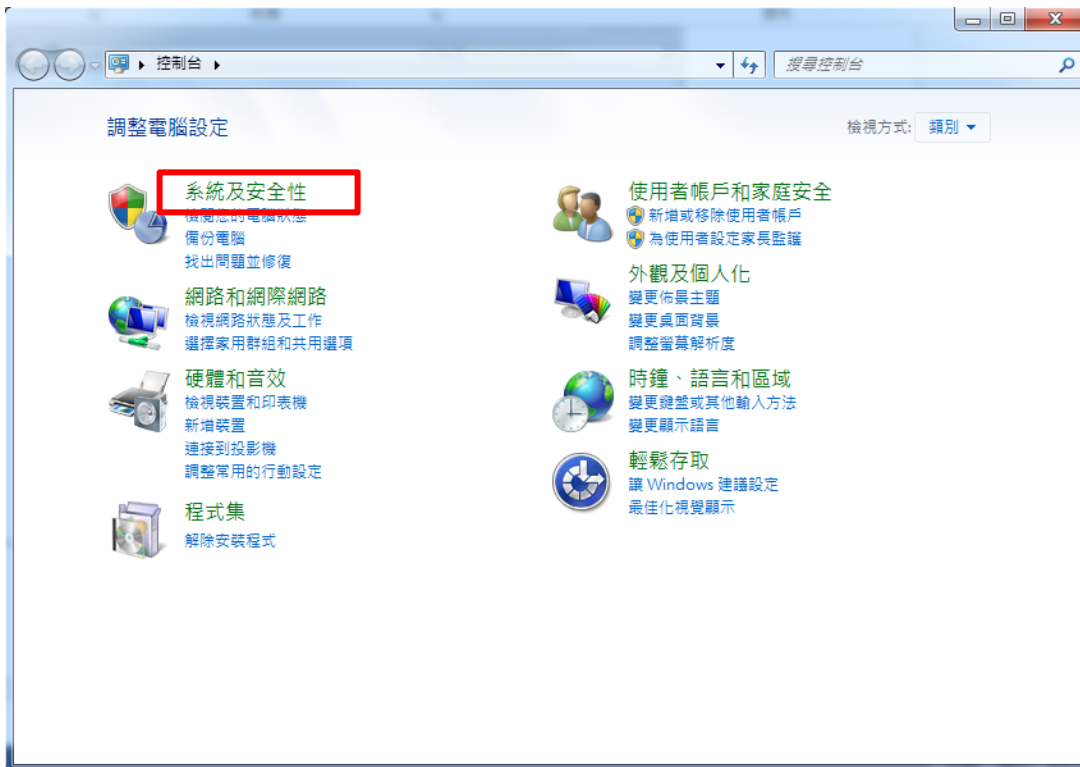 控制台
搜尋控制台
調整電腦設定
檢視方式: 類別
系統及安全性
檢閱您的電腦狀態
備份電腦
找出問題並修復
網路和網際網路
檢視網路狀態及工作
選擇家用群組和共用選項
硬體和音效
檢視裝置和印表機
新增裝置
連接到投影機
調整常用的行動設定
程式集
解除安裝程式
使用者帳戶和家庭安全
新增或移除使用者帳戶
為使用者設定家長監護
外觀及個人化
變更佈景主題
變更桌面背景
調整螢幕解析度
時鐘、語言和區域
變更鍵盤或其他輸入方法
變更顯示語言
輕鬆存取
讓 Windows 建議設定
最佳化視覺顯示